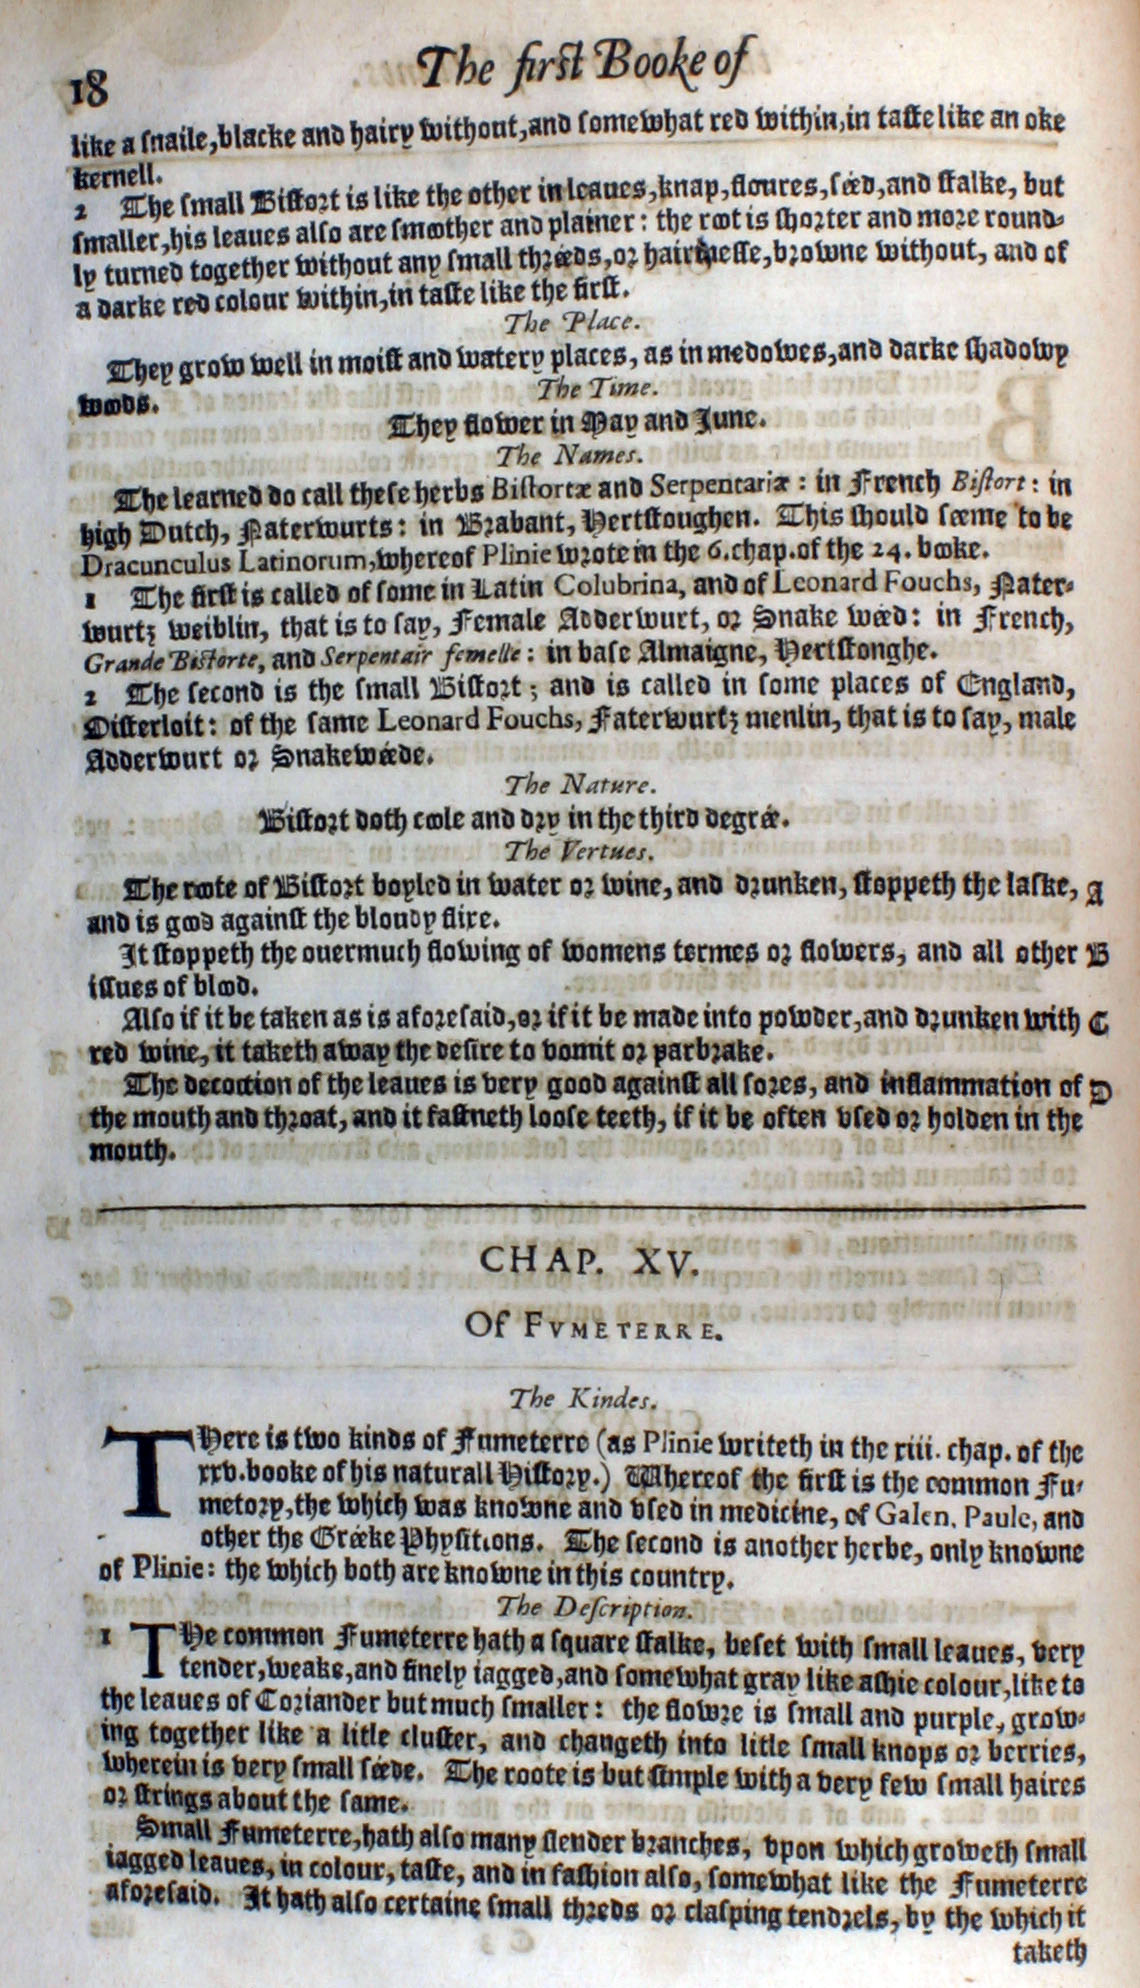 18 The first Booke of
like a snaile, blacke and hairy without, and somewhat red within, in taste like an oke
kernell.
2 The small Bistort is like the other in leaues, knap, floures, séed, and stalke, but
smaller, his leaues also are smoother and plainer: the root is shorter and more round-
ly turned together without any small thréeds, or hairinesse, browne without, and of
a darke red colour within, in taste like the first.
The Place.
They grow well in moist and watery places, as in medowes, and darke shadowy
woods.
The Time.
They flower in May and June.
The Names.
The learned do call these herbs Bistortæ and Serpentariæ: in French Bistort: in
high Dutch, Naterwurts: in Brabant, Hertstoughen. This should séeme to be
Dracunculus Latinorum, whereof Plinie wrote in the 6. chap. of the 24. booke.
1 The first is called of some in Latin Colubrina, and of Leonard Fouchs, Nater-
wurtz weiblin, that is to say, Female Adderwurt, or Snake wéed: in French,
Grande Bistorte, and Serpentair femelle: in base Almaigne, Hertstonghe.
2 The second is the small Bistort; and is called in some places of England,
Oisterloit: of the same Leonard Fouchs, Faterwurtz menlin, that is to say, male
Adderwurt or Snakewéede.
The Nature.
Bistort doth coole and dry in the third degrée.
The Vertues.
The roote of Bistort boyled in water or wine, and drunken, stoppeth the laske, A
and is good against the bloudy flixe.
It stoppeth the ouermuch flowing of womens termes or flowers, and all other B
issues of blood.
Also if it be taken as is aforesaid, or if it be made into powder, and drunken with C
red wine, it taketh away the desire to vomit or parbrake.
The decoction of the leaues is very good against all sores, and inflammation of D
the mouth and throat, and it fastneth loose teeth, if it be often vsed or holden in the
mouth.
CHAP. XV.
Of FVMETERRE.
The Kindes.
THere is two kinds of Fumeterre (as Plinie writeth in the xiii. chap. of the
xxv. booke of his naturall History.) Whereof the first is the common Fu-
metory, the which was knowne and vsed in medicine, of Galen, Paule, and
other the Gréeke Physitions. The second is another herbe, only knowne
of Plinie: the which both are knowne in this country.
The Description.
1 THe common Fumeterre hath a square stalke, beset with small leaues, very
tender, weake, and finely iagged, and somewhat gray like ashie colour, like to
the leaues of Coriander but much smaller: the flowre is small and purple, grow-
ing together like a litle cluster, and changeth into litle small knops or berries,
wherein is very small séede. The roote is but simple with a very few small haires
or strings about the same.
Small Fumeterre, hath also many slender branches, vpon which groweth small
iagged leaues, in colour, taste, and in fashion also, somewhat like the Fumeterre
aforesaid. It hath also certaine small threds or clasping tendrels, by the which it
taketh